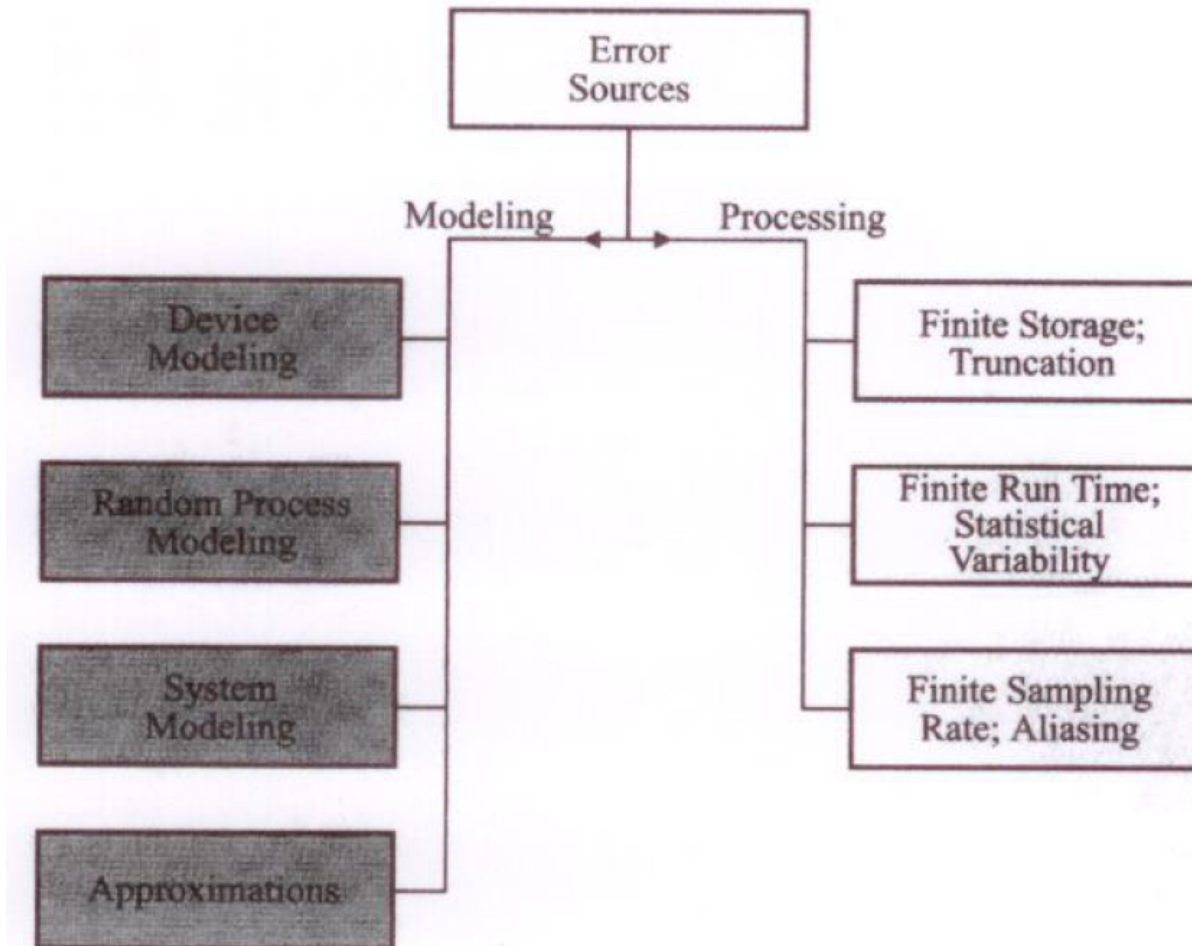 Error
Sources
Modeling
Processing
Device
Modeling
Random Process
Modeling
System
Modeling
Approximations
Finite Storage;
Truncation
Finite Run Time;
Statistical
Variability
Finite Sampling
Rate; Aliasing